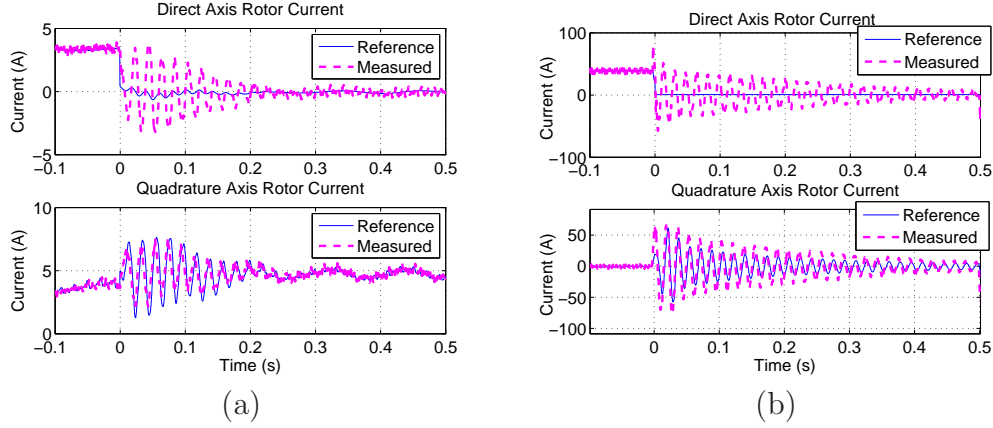 Direct Axis Rotor Current
5
0
−5
Current (A)
Reference
Measured
−0.1 0 0.1 0.2 0.3 0.4 0.5
Quadrature Axis Rotor Current
10
5
0
Current (A)
Reference
Measured
−0.1 0 0.1 0.2 0.3 0.4 0.5
Time (s)
(a)
Direct Axis Rotor Current
100
0
−100
Current (A)
Reference
Measured
−0.1 0 0.1 0.2 0.3 0.4 0.5
Quadrature Axis Rotor Current
50
0
−50
−100
Current (A)
Reference
Measured
−0.1 0 0.1 0.2 0.3 0.4 0.5
Time (s)
(b)